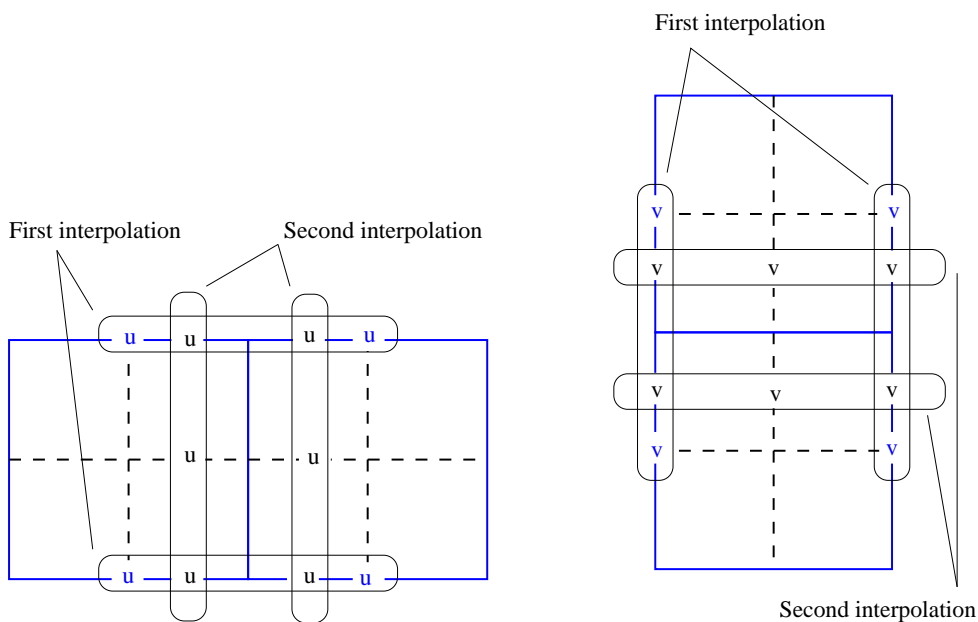 First interpolation
Second interpolation
u u u u
u u
u u u u
First interpolation
v v
v v v
v v v
v v
Second interpolation